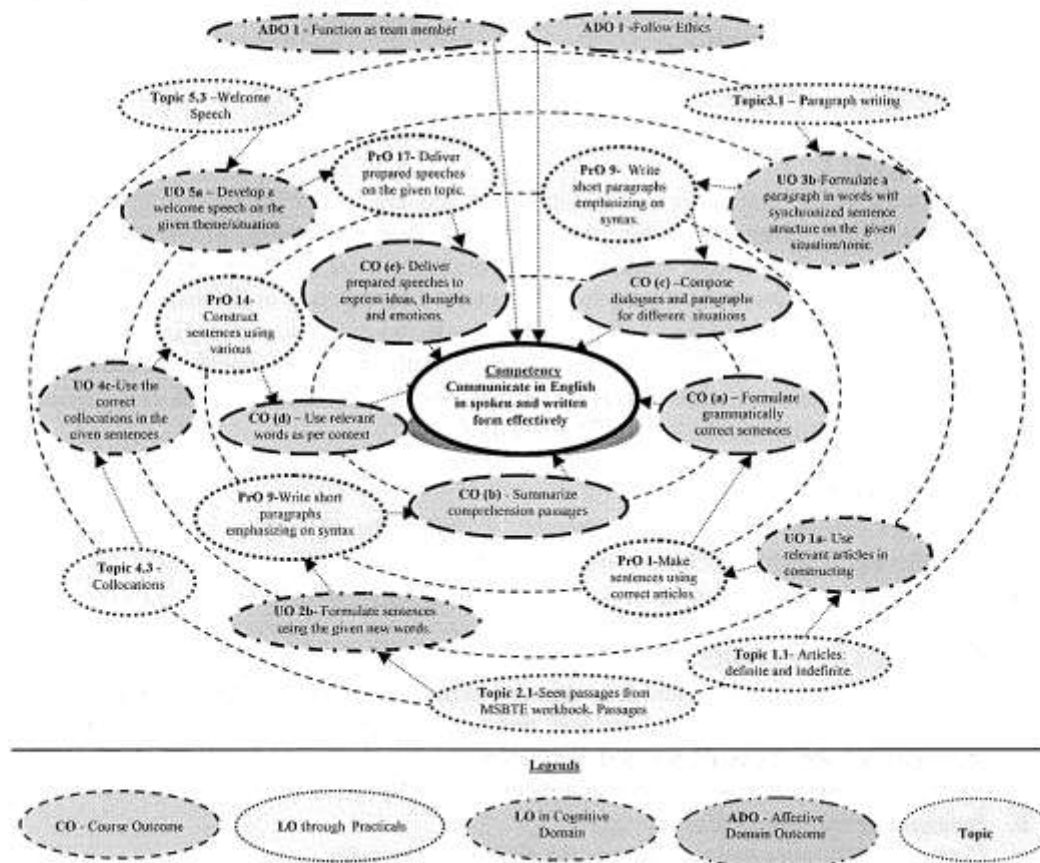 ADO 1 - Function as team member
ADO 1 -Follow Ethics
Topic 5.3 –Welcome
Speech
Topic3.1 – Paragraph writing
PrO 17- Deliver
prepared speeches
on the given topic.
PrO 9- Write
short paragraphs
emphasizing on
syntax.
UO 5a – Develop a
welcome speech on the
given theme/situation
UO 3b-Formulate a
paragraph in words with
synchronized sentence
structure on the given
situation/topic.
CO (e)- Deliver
prepared speeches to
express ideas, thoughts
and emotions.
CO (c) –Compose
dialogues and paragraphs
for different situations
PrO 14-
Construct
sentences using
various
Competency
Communicate in English
in spoken and written
form effectively
UO 4c-Use the
correct
collocations in the
given sentences
CO (d) – Use relevant
words as per context
CO (a) – Formulate
grammatically
correct sentences
CO (b) - Summarize
comprehension passages
PrO 9-Write short
paragraphs
emphasizing on syntax
UO 1a- Use
relevant articles in
constructing
PrO 1-Make
sentences using
correct articles
Topic 4.3 -
Collocations
UO 2b- Formulate sentences
using the given new words.
Topic 1.1- Articles:
definite and indefinite.
Topic 2.1-Seen passages from
MSBTE workbook. Passages
Legends
CO - Course Outcome
LO through Practicals
LO in Cognitive
Domain
ADO - Affective
Domain Outcome
Topic